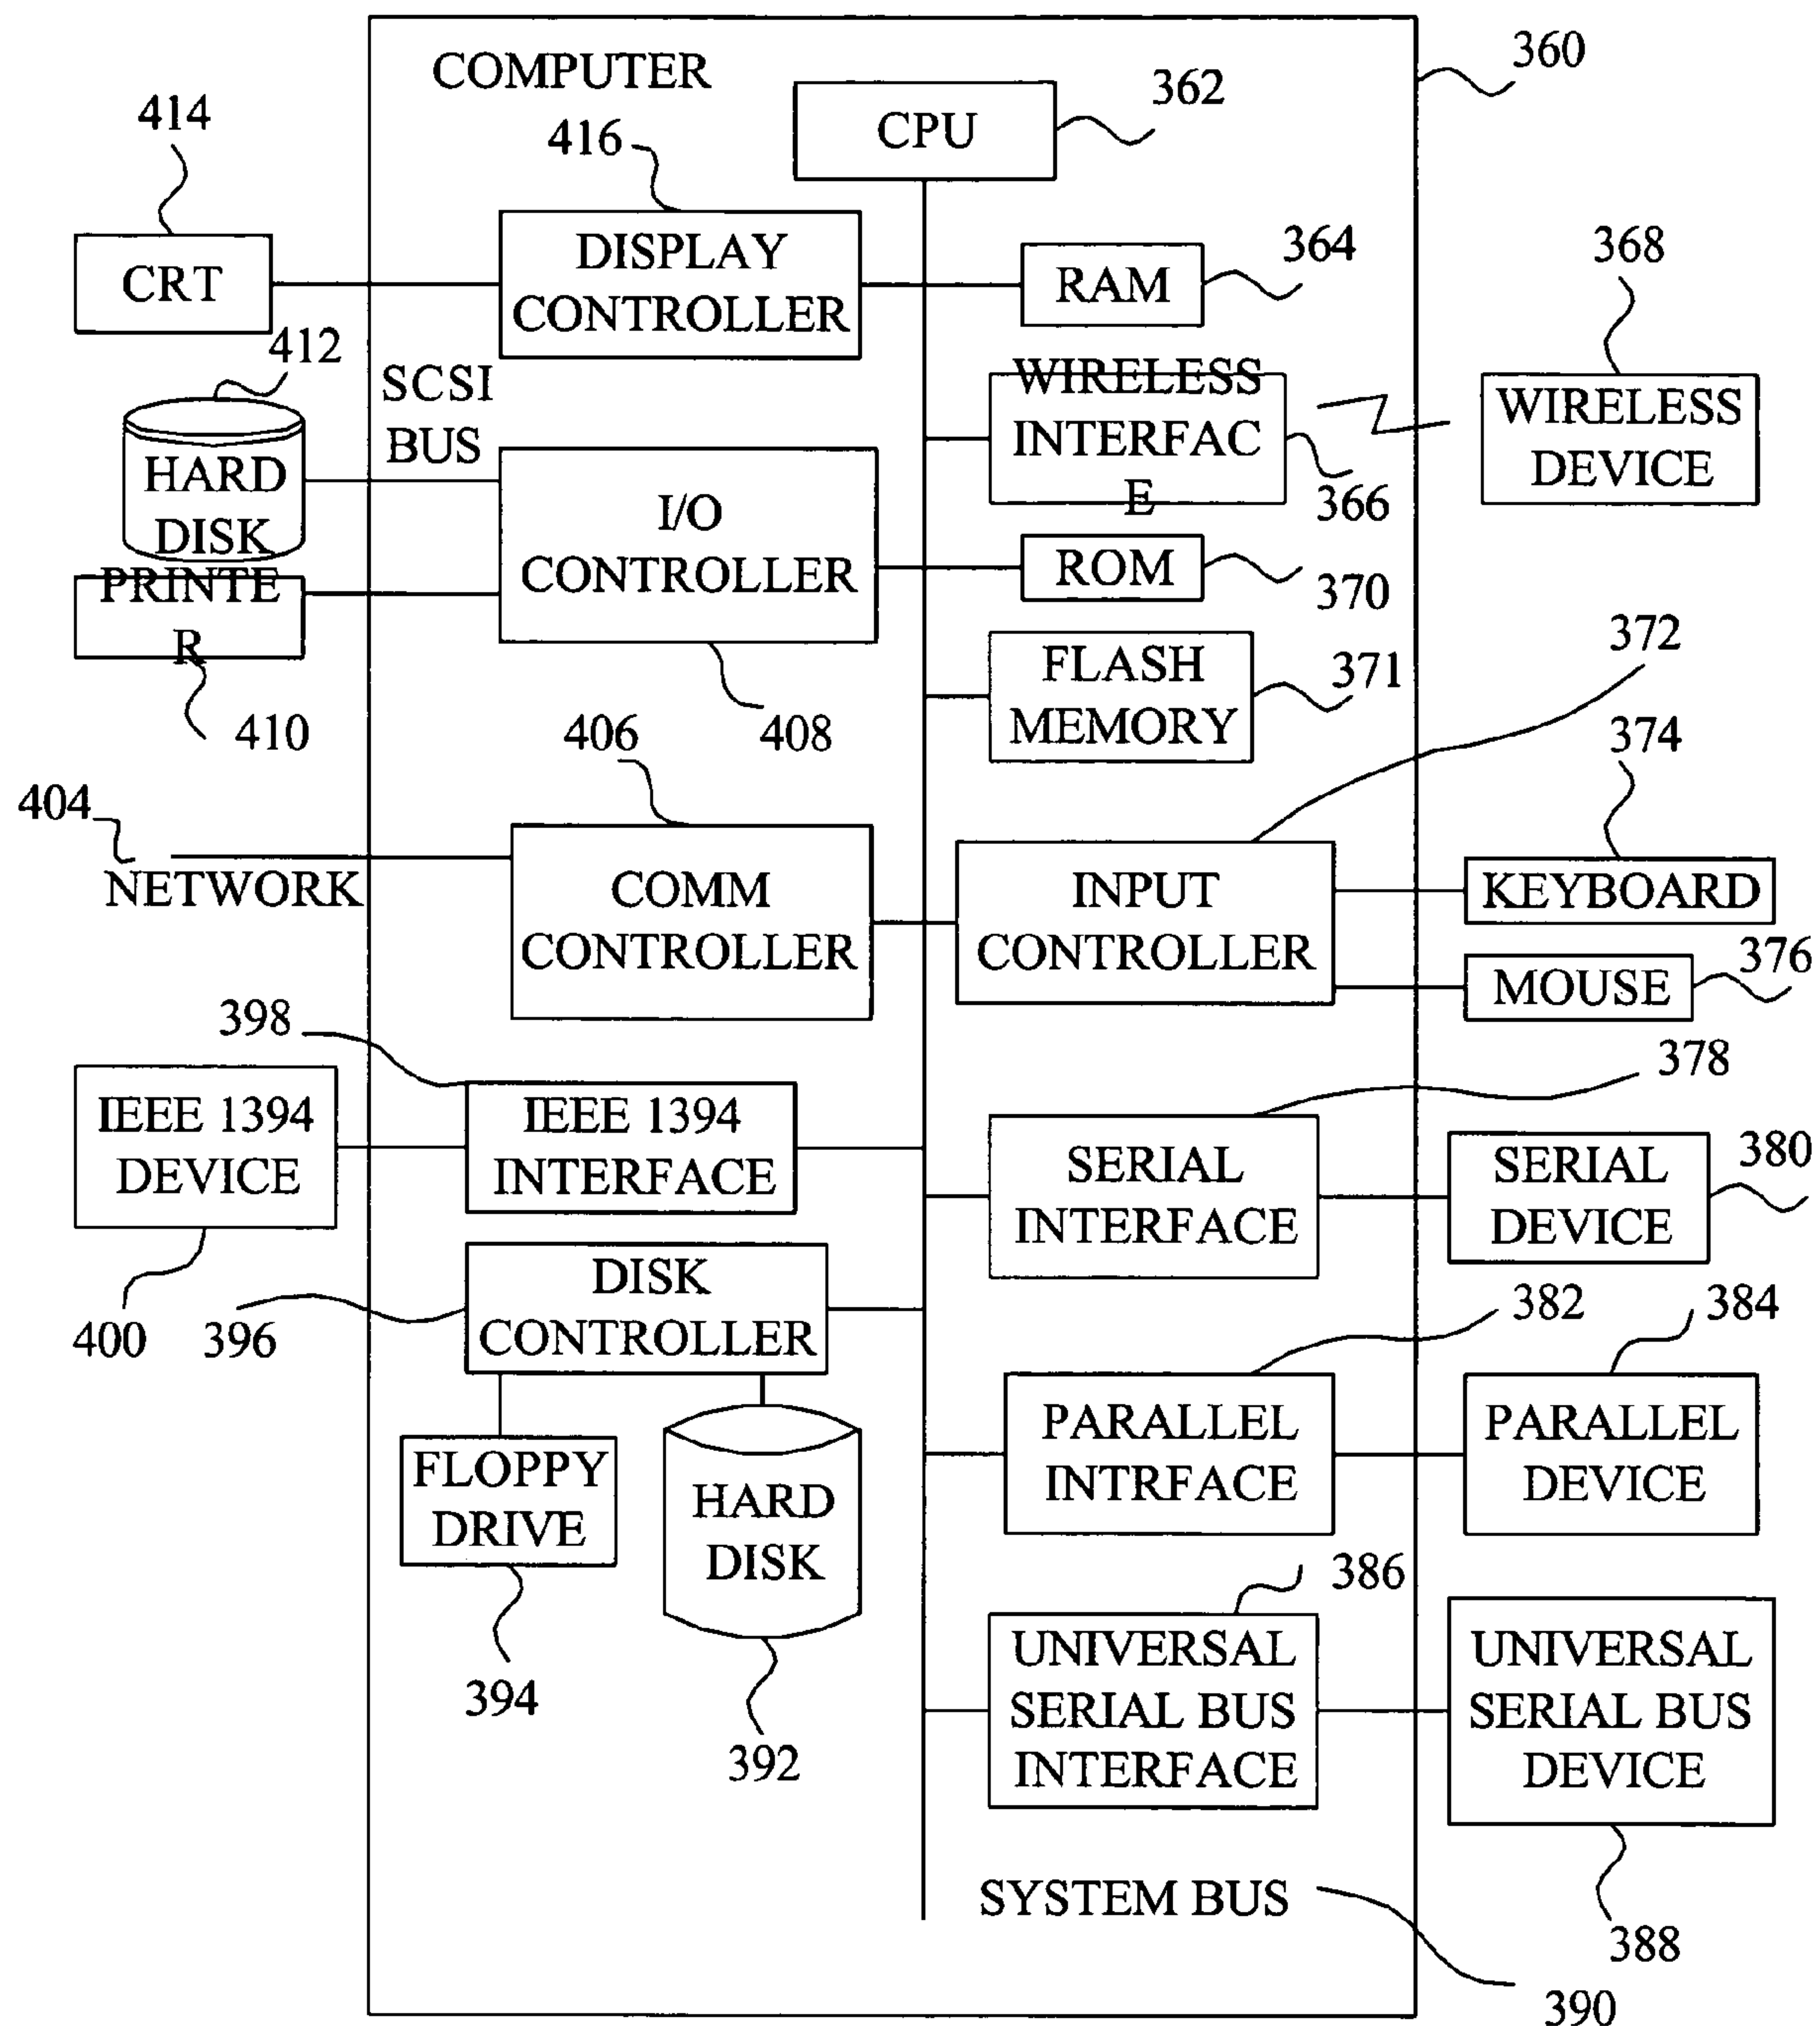 COMPUTER
360
CPU
362
414
416
CRT
DISPLAY
CONTROLLER
RAM
364
368
412
SCSI
BUS
HARD
DISK
WIRELESS
INTERFAC
E
366
WIRELESS
DEVICE
I/O
CONTROLLER
408
ROM
370
PRINTE
R
410
FLASH
MEMORY
371
372
374
406
404
NETWORK
COMM
CONTROLLER
INPUT
CONTROLLER
KEYBOARD
MOUSE
376
398
378
IEEE 1394
DEVICE
400
IEEE 1394
INTERFACE
SERIAL
INTERFACE
SERIAL
DEVICE
380
396
DISK
CONTROLLER
382
384
FLOPPY
DRIVE
394
HARD
DISK
392
PARALLEL
INTRFACE
PARALLEL
DEVICE
386
UNIVERSAL
SERIAL BUS
INTERFACE
UNIVERSAL
SERIAL BUS
DEVICE
388
SYSTEM BUS
390